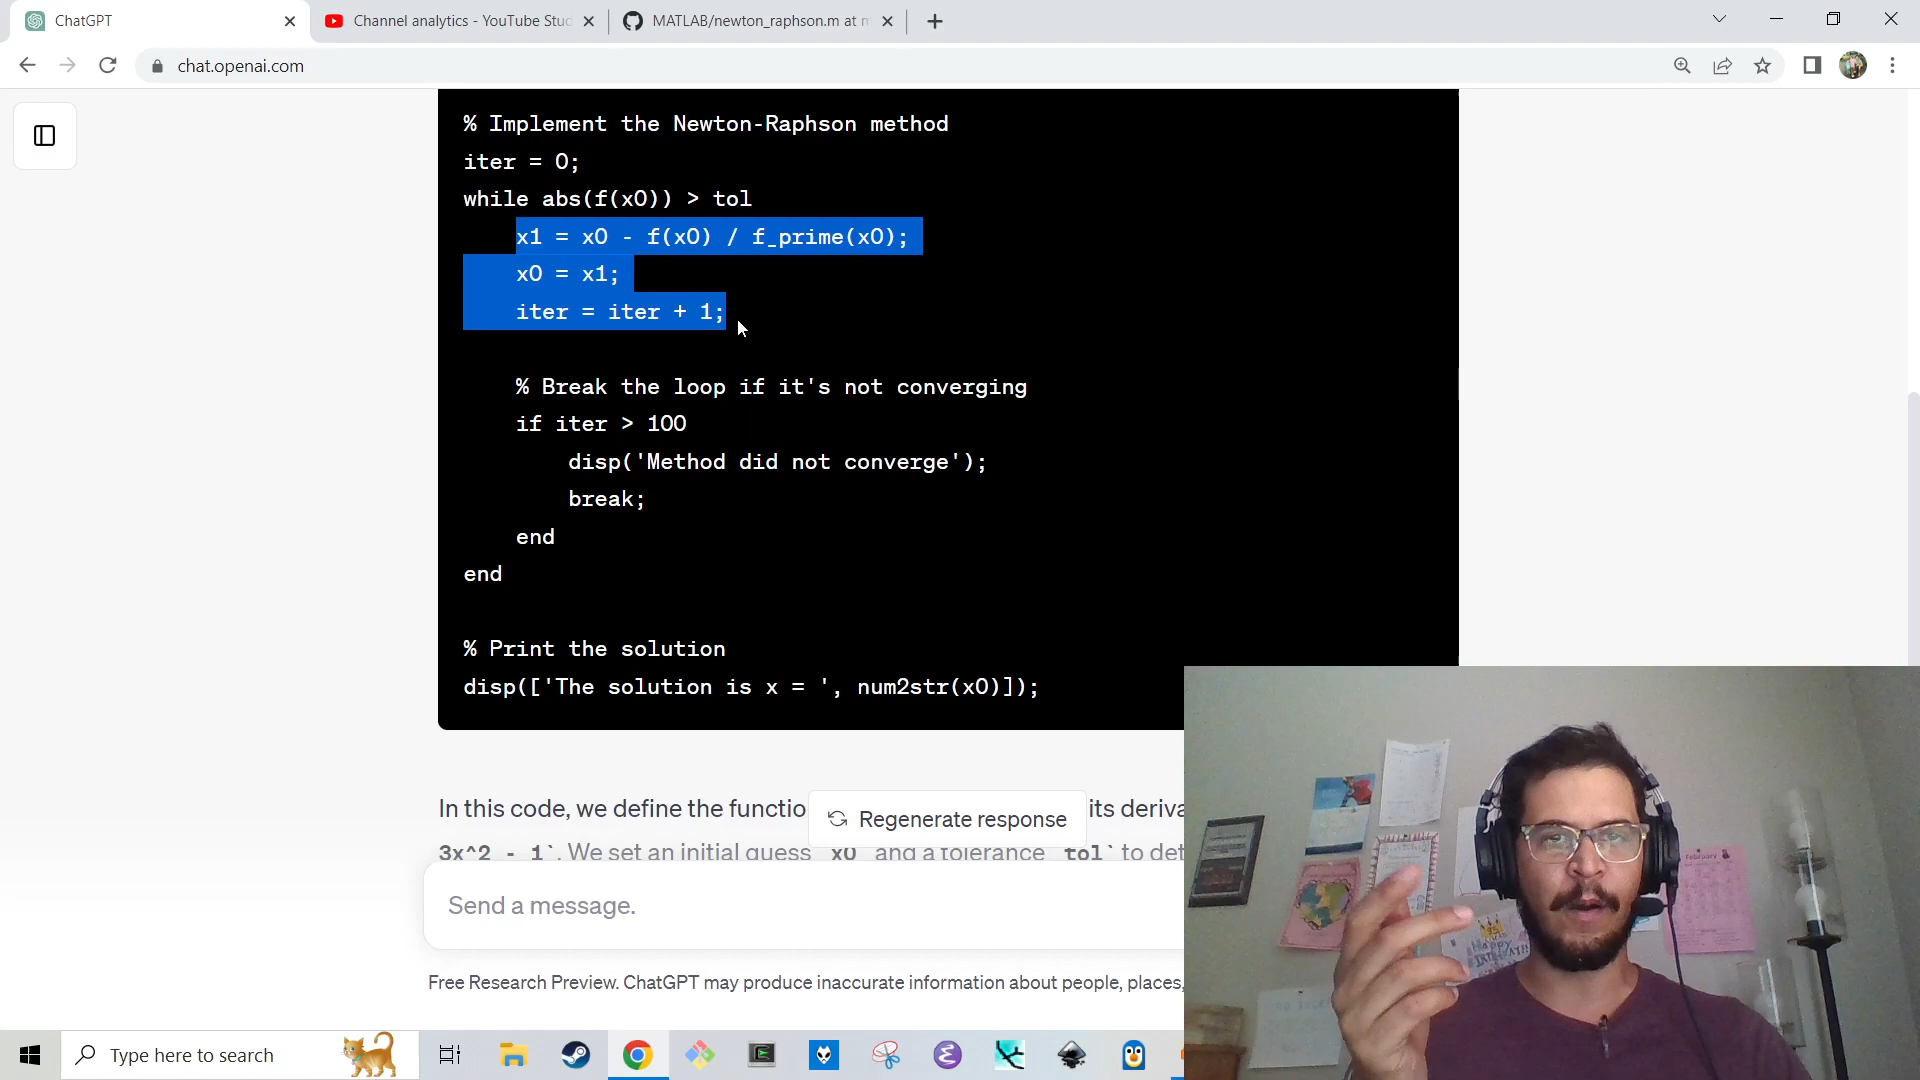 ChatGPT
Channel analytics - YouTube Stud
MATLAB/newton_raphson.m at m
chat.openai.com
% Implement the Newton-Raphson method
iter = 0;
while abs(f(x0)) > tol
x1 = x0 - f(x0) / f_prime(x0);
x0 = x1;
iter = iter + 1;
% Break the loop if it's not converging
if iter > 100
disp('Method did not converge');
break;
end
end
% Print the solution
disp(['The solution is x = ', num2str(x0)]);
In this code, we define the functio
its deriva
Regenerate response
3x^2 - 1`. We set an initial guess `x0` and a tolerance `tol` to det
Send a message.
Free Research Preview. ChatGPT may produce inaccurate information about people, places,
Type here to search
February
Happy